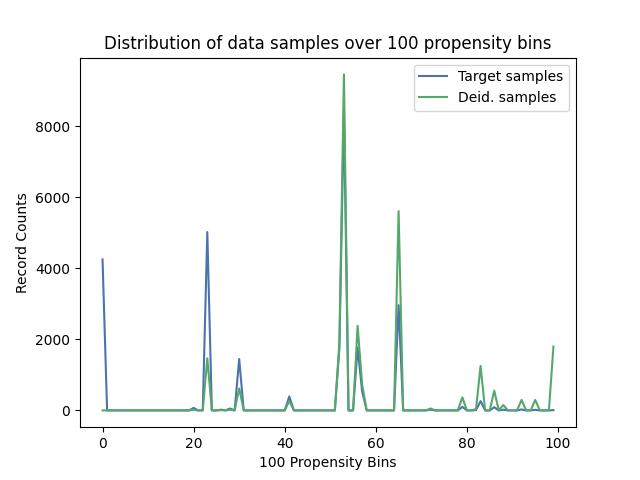 Distribution of data samples over 100 propensity bins
Target samples
Deid. samples
Record Counts
8000
6000
4000
2000
0
0 20 40 60 80 100
100 Propensity Bins